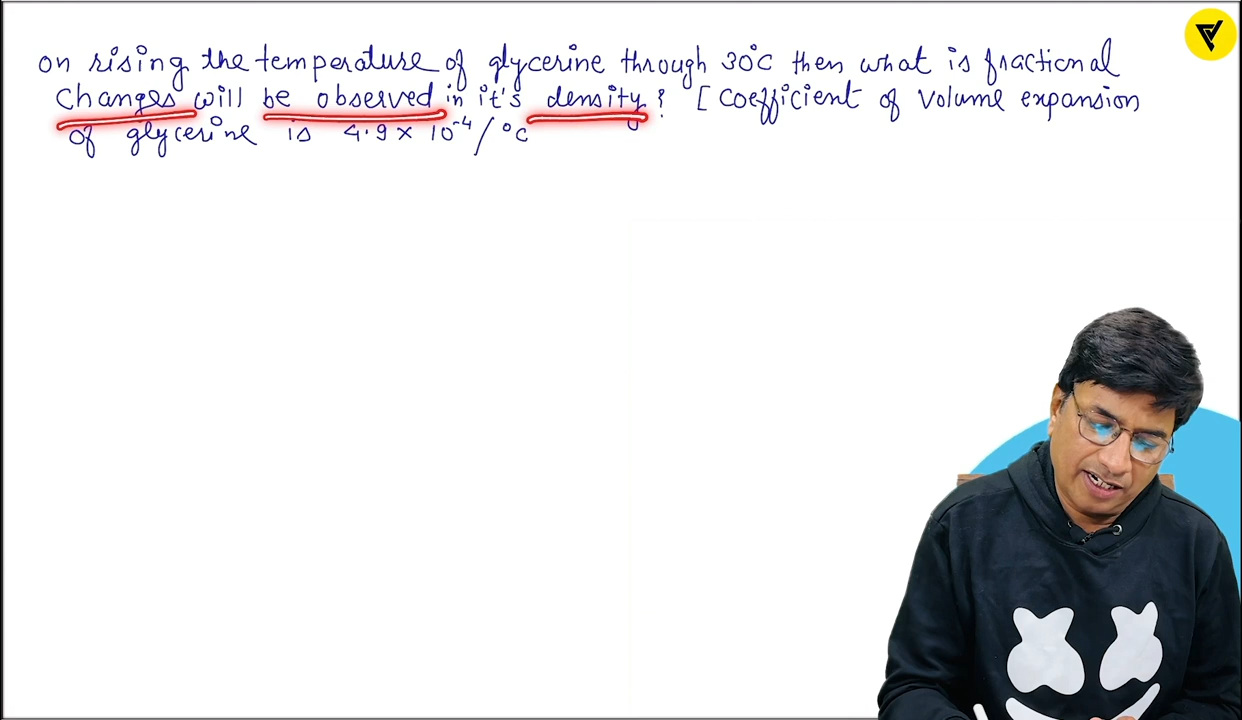 on rising the temperature of glycerine through 30°C then what is fractional
changes will be observed in it's density? [coefficient of volume expansion
of glycerine is 4.9 × 10⁻⁴/°C